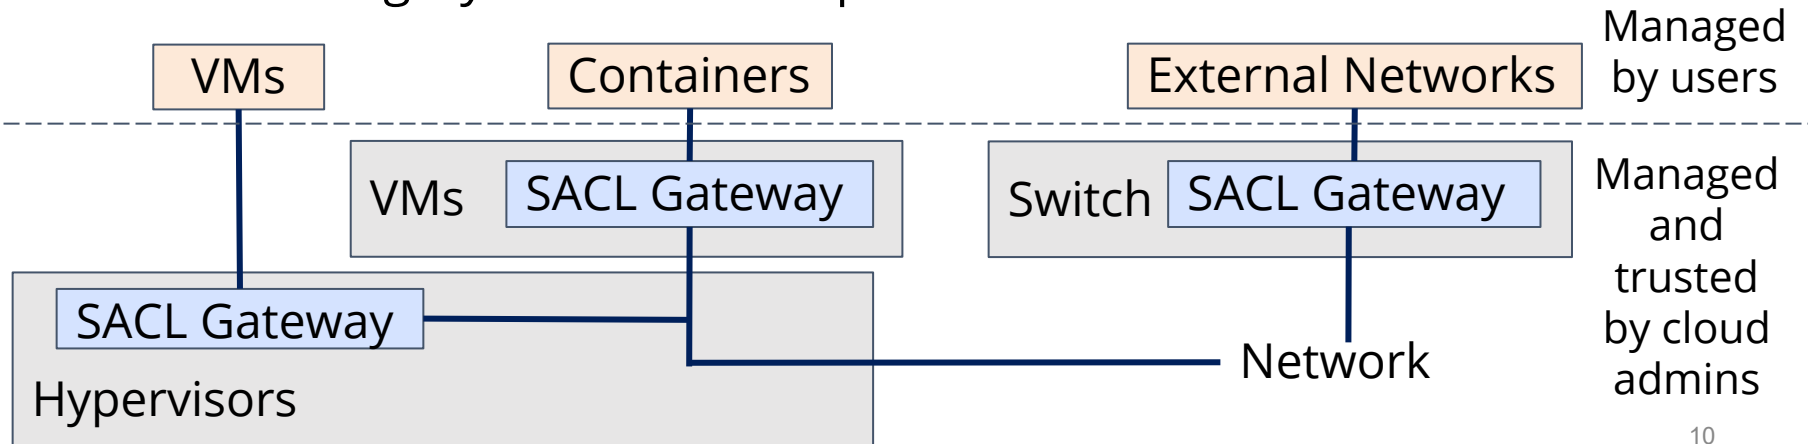 VMs
Containers
External Networks
Managed
by users
VMs
SACL Gateway
Switch
SACL Gateway
Managed
and
trusted
by cloud
admins
SACL Gateway
Hypervisors
Network
10